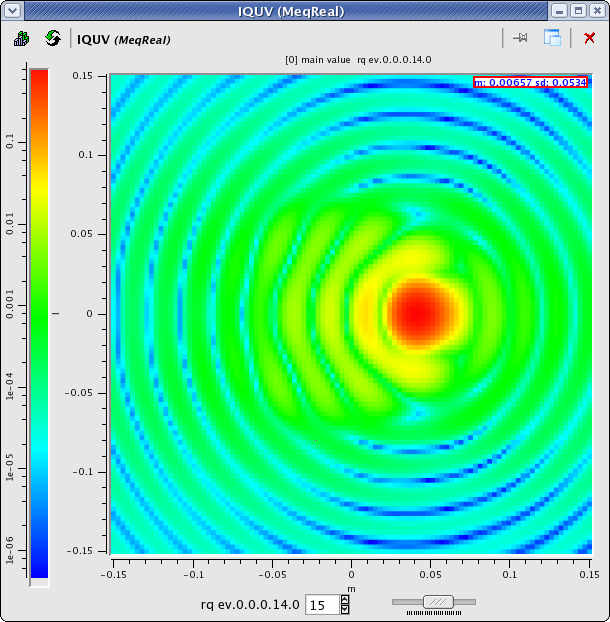 IQUV (MeqReal)
IQUV (MeqReal)
[0] main value rq ev.0.0.0.14.0
m: 0.00657 sd: 0.0534
0.15
0.1
0.05
0
-0.05
-0.1
-0.15
0.1
0.01
0.001
1e-04
1e-05
1e-06
-0.15 -0.1 -0.05 0 0.05 0.1 0.15
m
rq ev.0.0.0.14.0 15